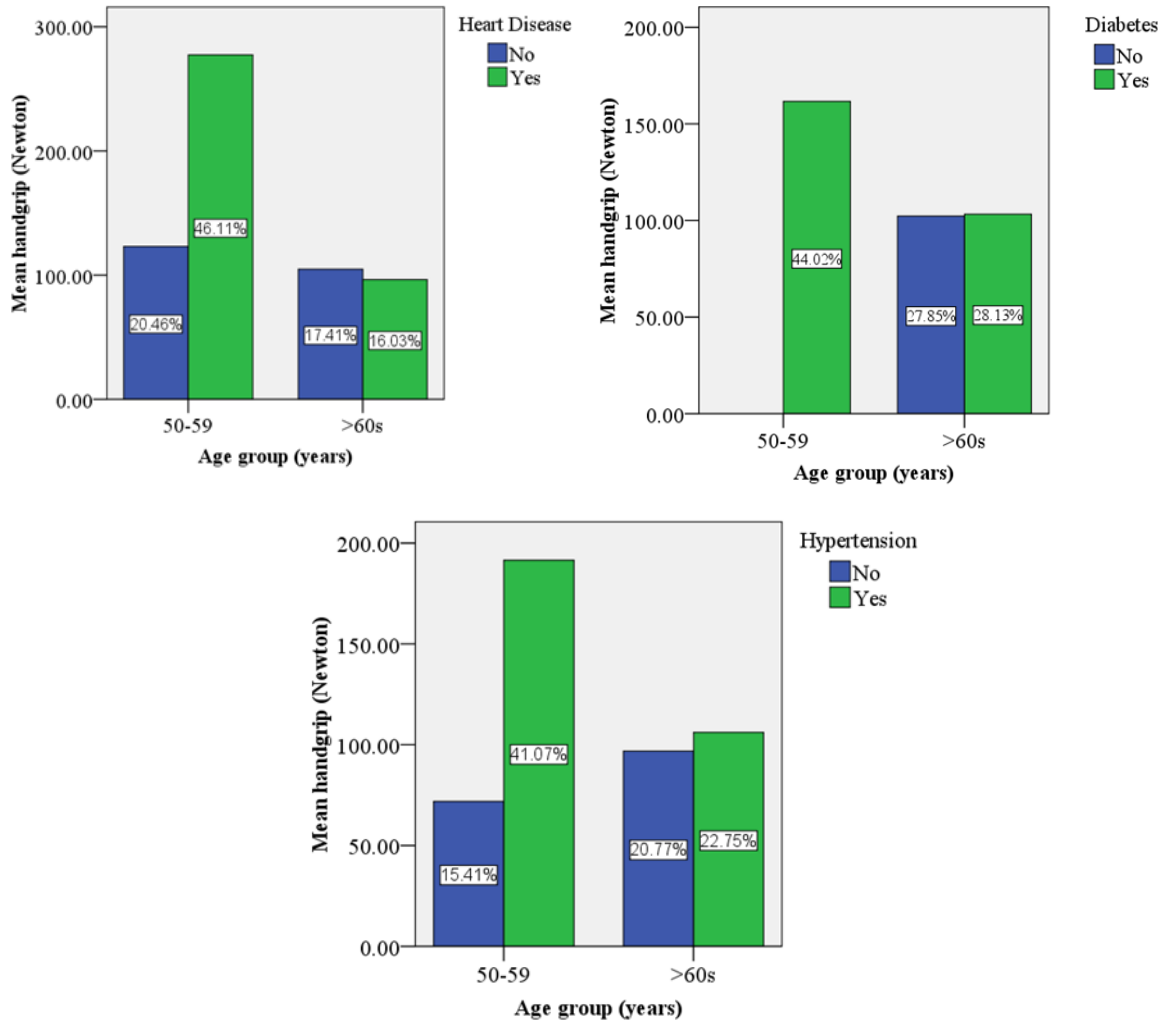 Heart Disease
No
Yes
Mean handgrip (Newton)
300.00
200.00
100.00
0.00
46.11%
20.46%
17.41%
16.03%
50-59
>60s
Age group (years)
Diabetes
No
Yes
Mean handgrip (Newton)
200.00
150.00
100.00
50.00
0.00
44.02%
27.85%
28.13%
50-59
>60s
Age group (years)
Hypertension
No
Yes
Mean handgrip (Newton)
200.00
150.00
100.00
50.00
0.00
41.07%
15.41%
20.77%
22.75%
50-59
>60s
Age group (years)